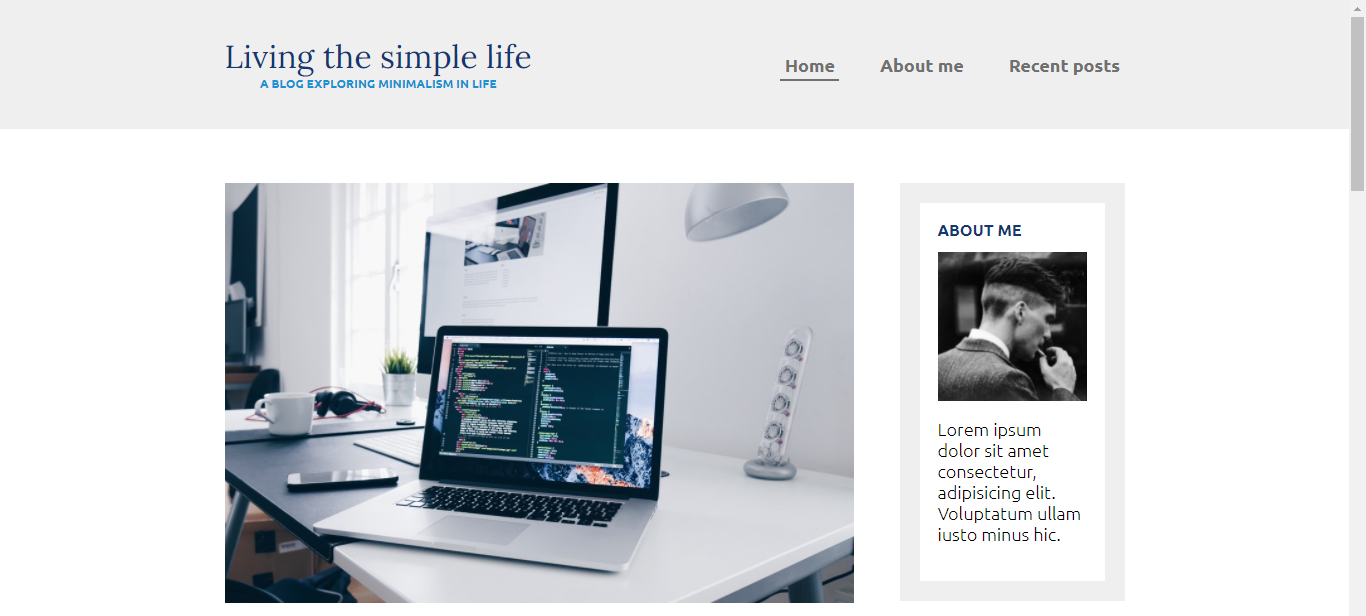 Living the simple life
A BLOG EXPLORING MINIMALISM IN LIFE
Home
About me
Recent posts
ABOUT ME
Lorem ipsum
dolor sit amet
consectetur,
adipisicing elit.
Voluptatum ullam
iusto minus hic.